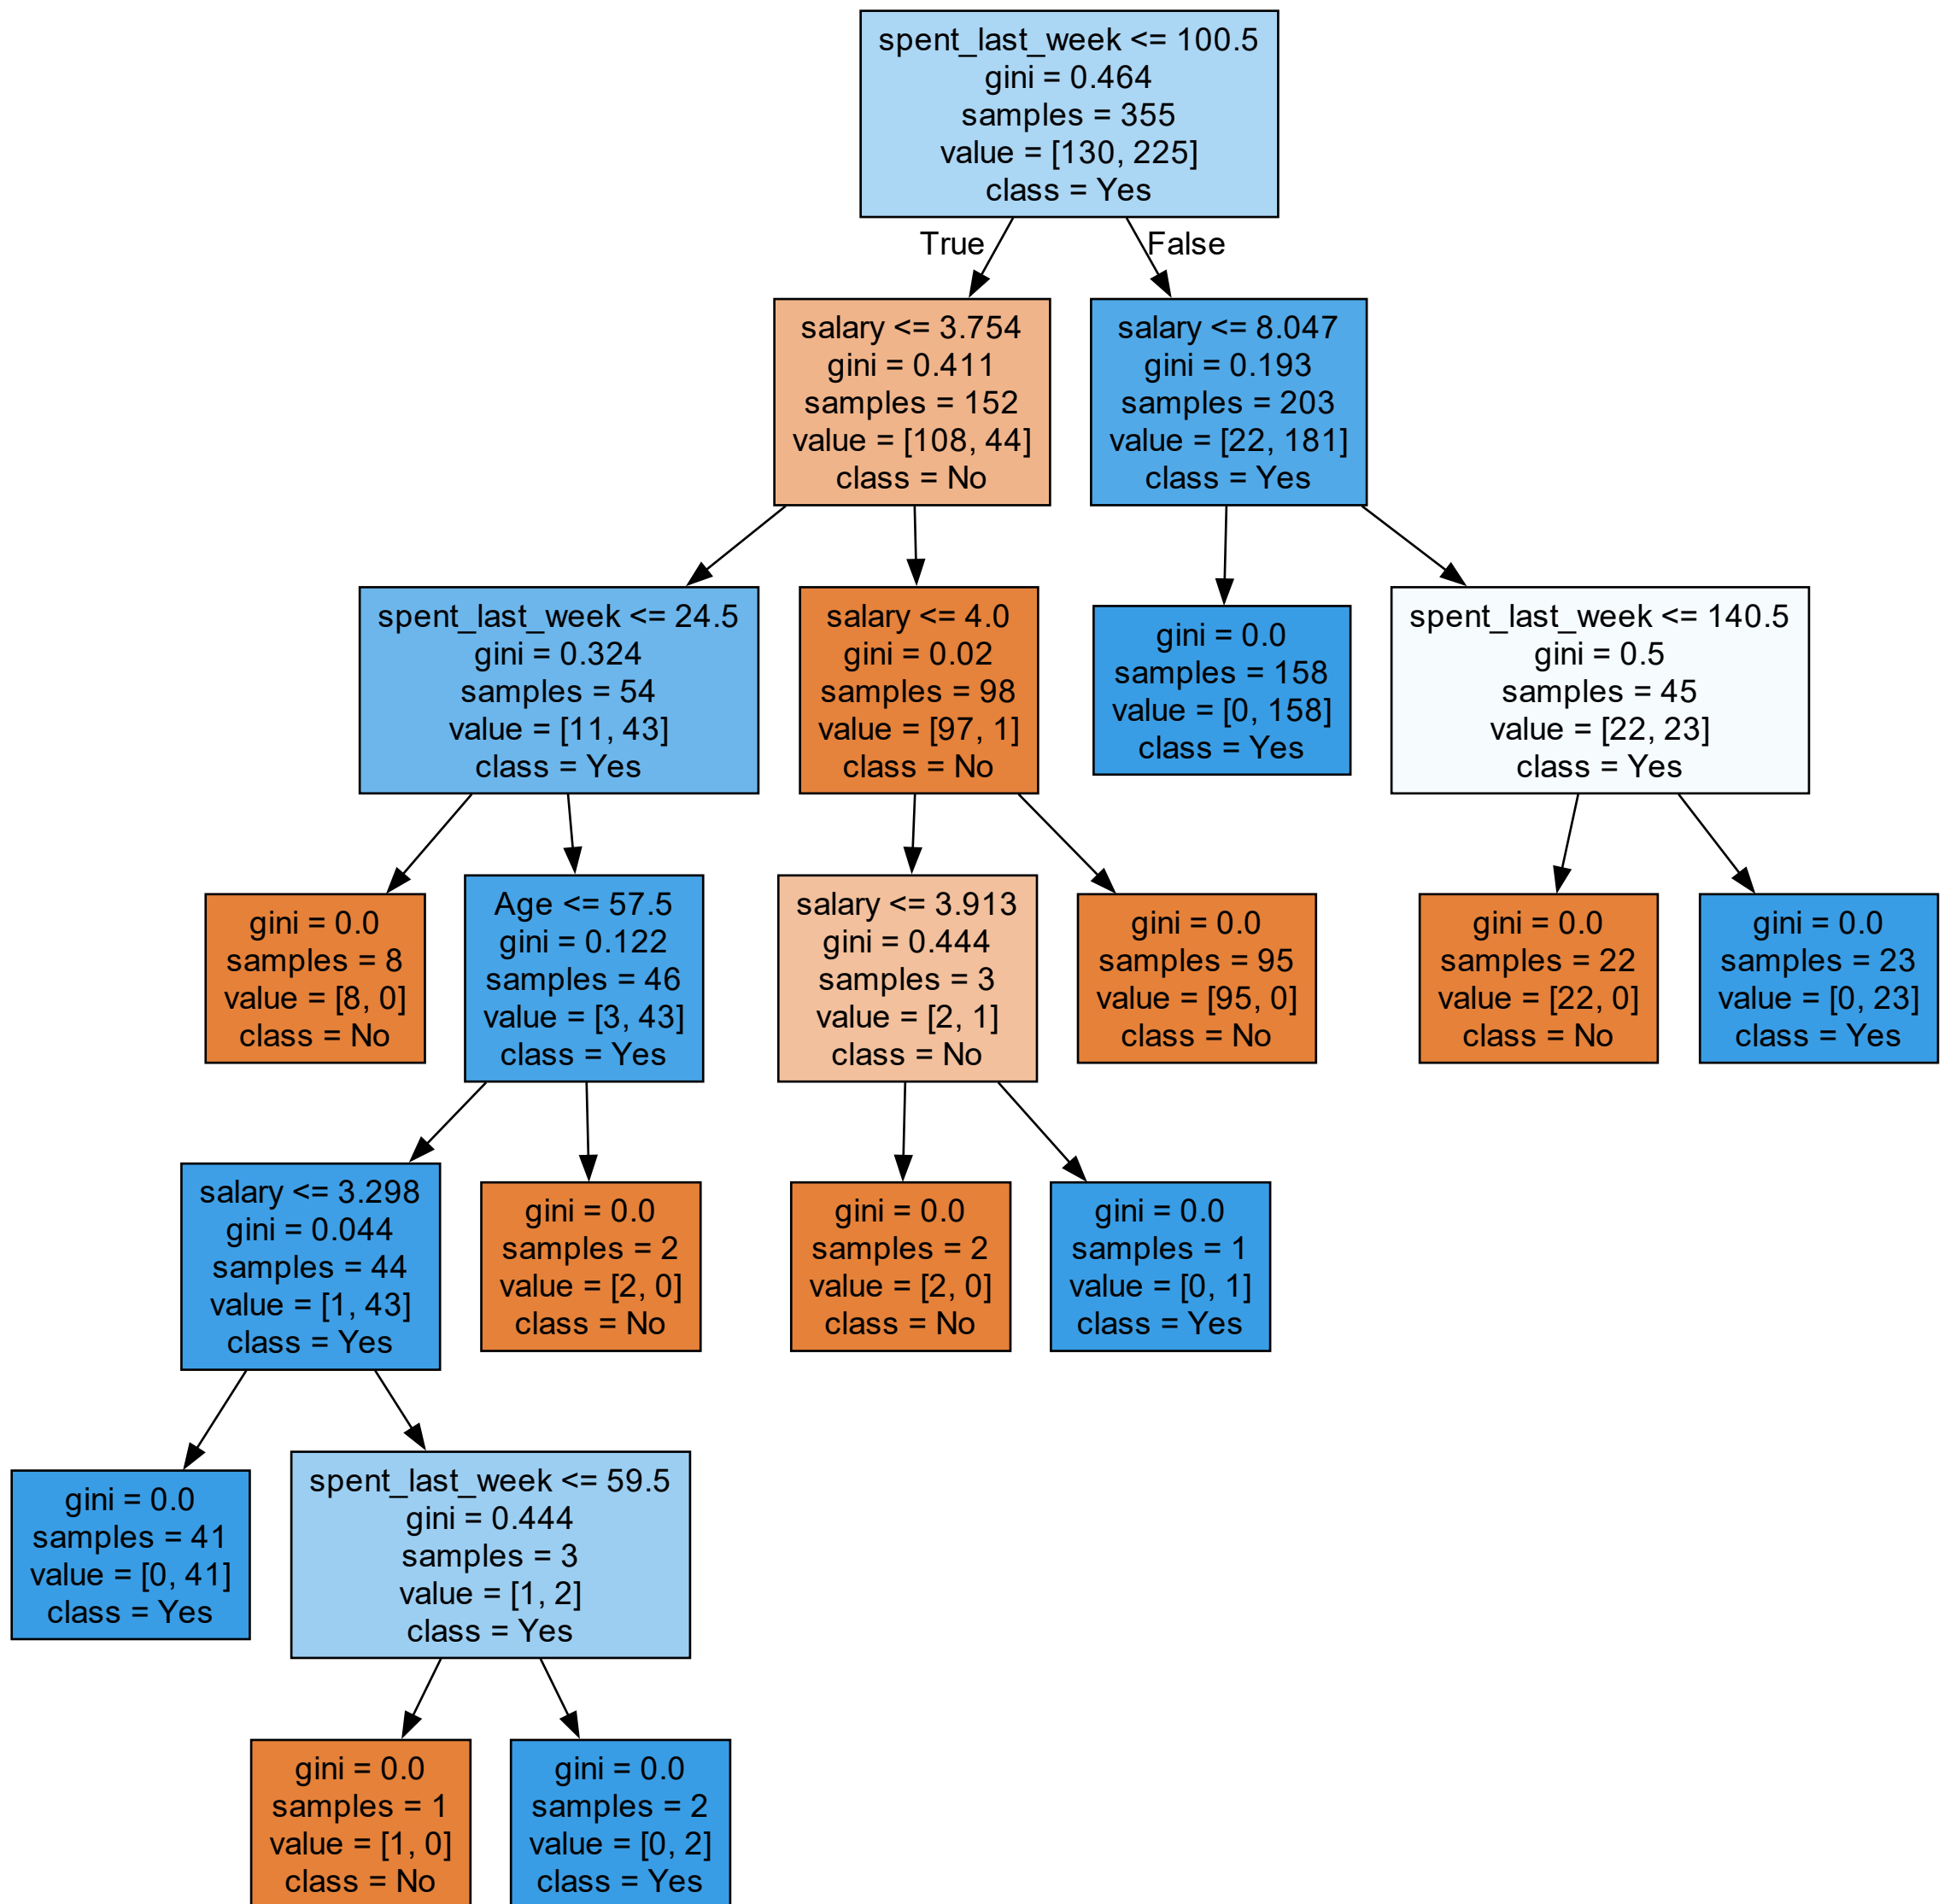 spent_last_week <= 100.5
gini = 0.464
samples = 355
value = [130, 225]
class = Yes
True
False
salary <= 3.754
gini = 0.411
samples = 152
value = [108, 44]
class = No
salary <= 8.047
gini = 0.193
samples = 203
value = [22, 181]
class = Yes
spent_last_week <= 24.5
gini = 0.324
samples = 54
value = [11, 43]
class = Yes
salary <= 4.0
gini = 0.02
samples = 98
value = [97, 1]
class = No
gini = 0.0
samples = 158
value = [0, 158]
class = Yes
spent_last_week <= 140.5
gini = 0.5
samples = 45
value = [22, 23]
class = Yes
gini = 0.0
samples = 8
value = [8, 0]
class = No
Age <= 57.5
gini = 0.122
samples = 46
value = [3, 43]
class = Yes
salary <= 3.913
gini = 0.444
samples = 3
value = [2, 1]
class = No
gini = 0.0
samples = 95
value = [95, 0]
class = No
gini = 0.0
samples = 22
value = [22, 0]
class = No
gini = 0.0
samples = 23
value = [0, 23]
class = Yes
salary <= 3.298
gini = 0.044
samples = 44
value = [1, 43]
class = Yes
gini = 0.0
samples = 2
value = [2, 0]
class = No
gini = 0.0
samples = 2
value = [2, 0]
class = No
gini = 0.0
samples = 1
value = [0, 1]
class = Yes
gini = 0.0
samples = 41
value = [0, 41]
class = Yes
spent_last_week <= 59.5
gini = 0.444
samples = 3
value = [1, 2]
class = Yes
gini = 0.0
samples = 1
value = [1, 0]
class = No
gini = 0.0
samples = 2
value = [0, 2]
class = Yes